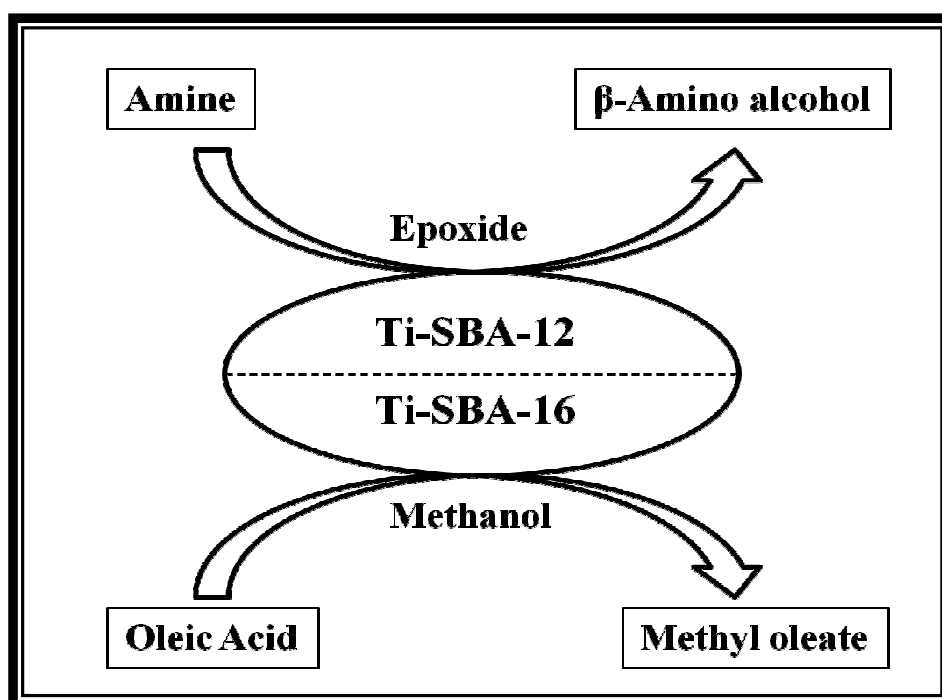 Amine
β-Amino alcohol
Epoxide
Ti-SBA-12
Ti-SBA-16
Methanol
Oleic Acid
Methyl oleate